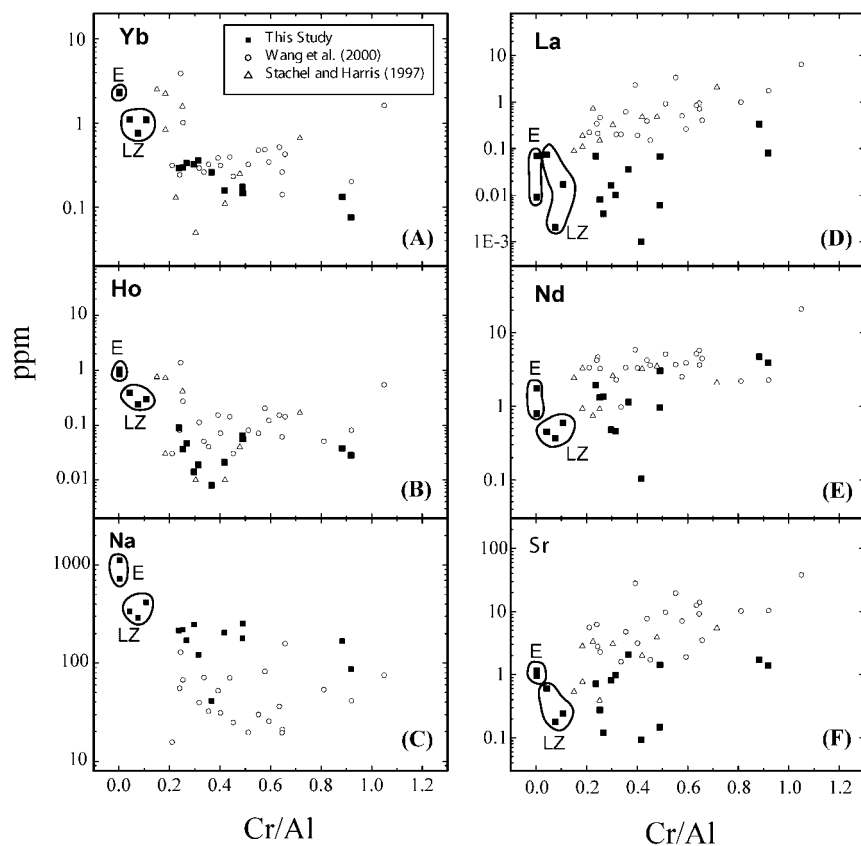 Yb
This Study
Wang et al. (2000)
Stachel and Harris (1997)
E
LZ
(A)
10
1
0.1
Ho
E
LZ
(B)
10
1
0.1
0.01
ppm
Na
E
LZ
(C)
1000
100
10
0.0 0.2 0.4 0.6 0.8 1.0 1.2
Cr/Al
La
E
LZ
(D)
10
1
0.1
0.01
1E-3
Nd
E
LZ
(E)
10
1
0.1
Sr
E
LZ
(F)
100
10
1
0.1
0.0 0.2 0.4 0.6 0.8 1.0 1.2
Cr/Al